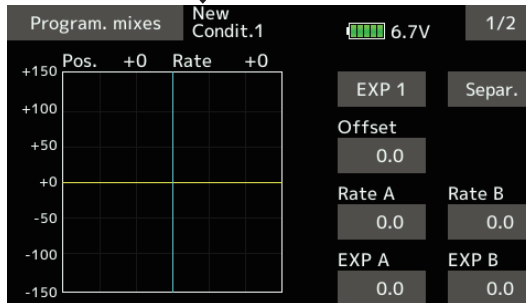 Program. mixes New Condit.1 6.7V 1/2
Pos. +0 Rate +0
+150
+100
+50
+0
-50
-100
-150
EXP 1 Separ.
Offset
0.0
Rate A Rate B
0.0 0.0
EXP A EXP B
0.0 0.0